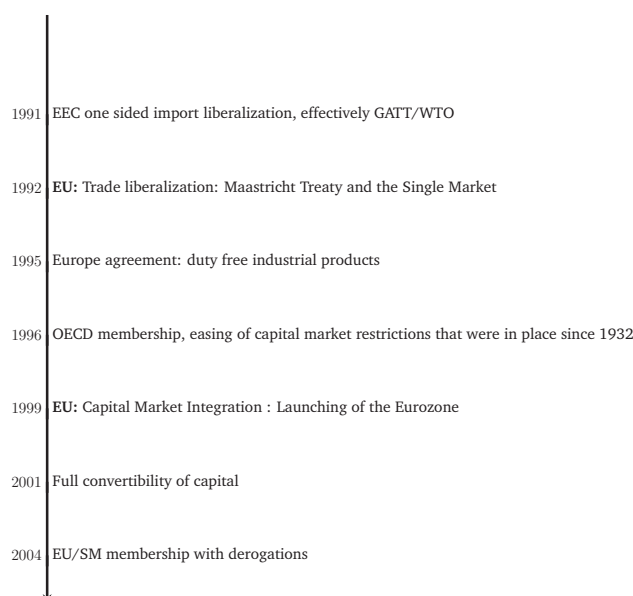 1991 EEC one sided import liberalization, effectively GATT/WTO
1992 EU: Trade liberalization: Maastricht Treaty and the Single Market
1995 Europe agreement: duty free industrial products
1996 OECD membership, easing of capital market restrictions that were in place since 1932
1999 EU: Capital Market Integration : Launching of the Eurozone
2001 Full convertibility of capital
2004 EU/SM membership with derogations